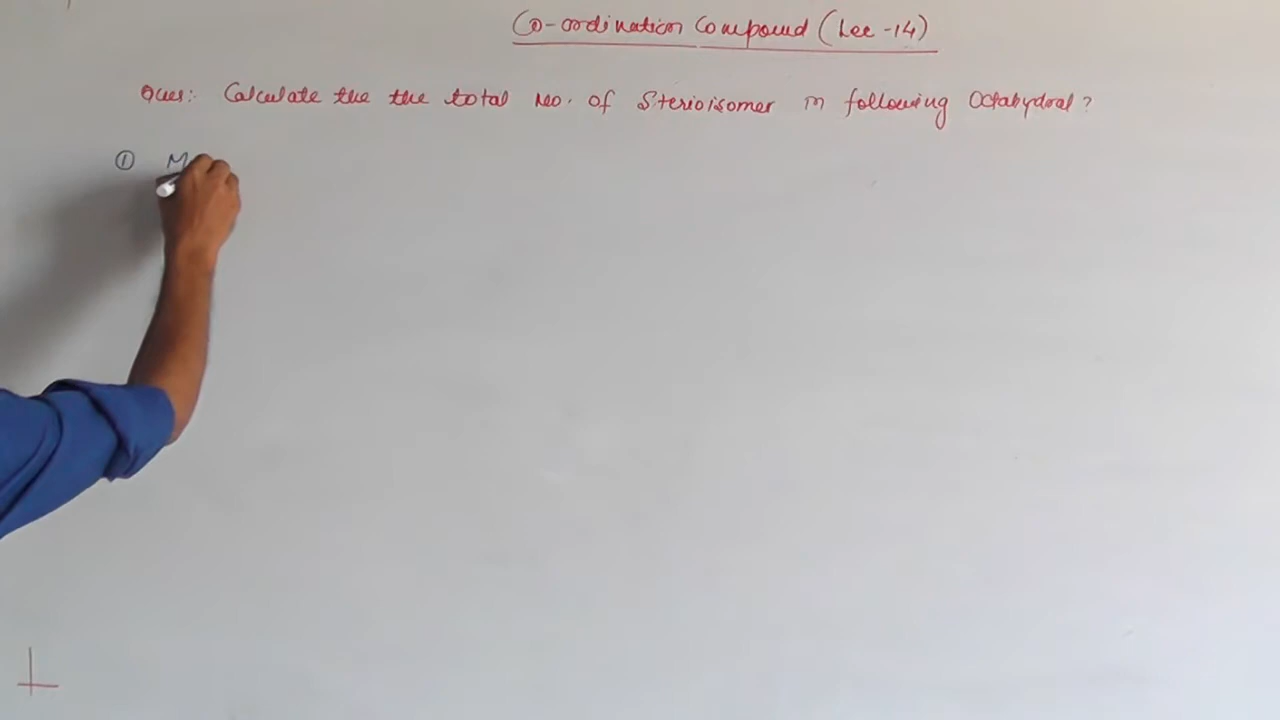 Co-ordination Compound (Lec-14)
Ques: Calculate the the total no. of Sterioisomer in following Octahydral?
① M